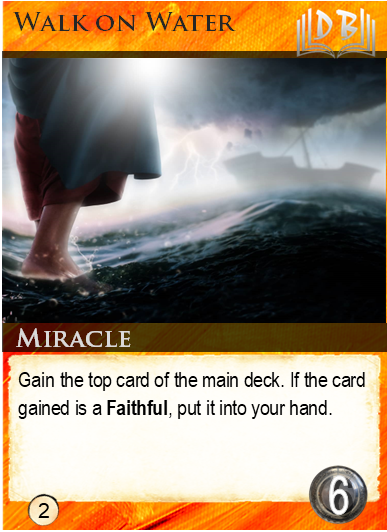 Walk on Water
DB
Miracle
Gain the top card of the main deck. If the card
gained is a Faithful, put it into your hand.
2
6